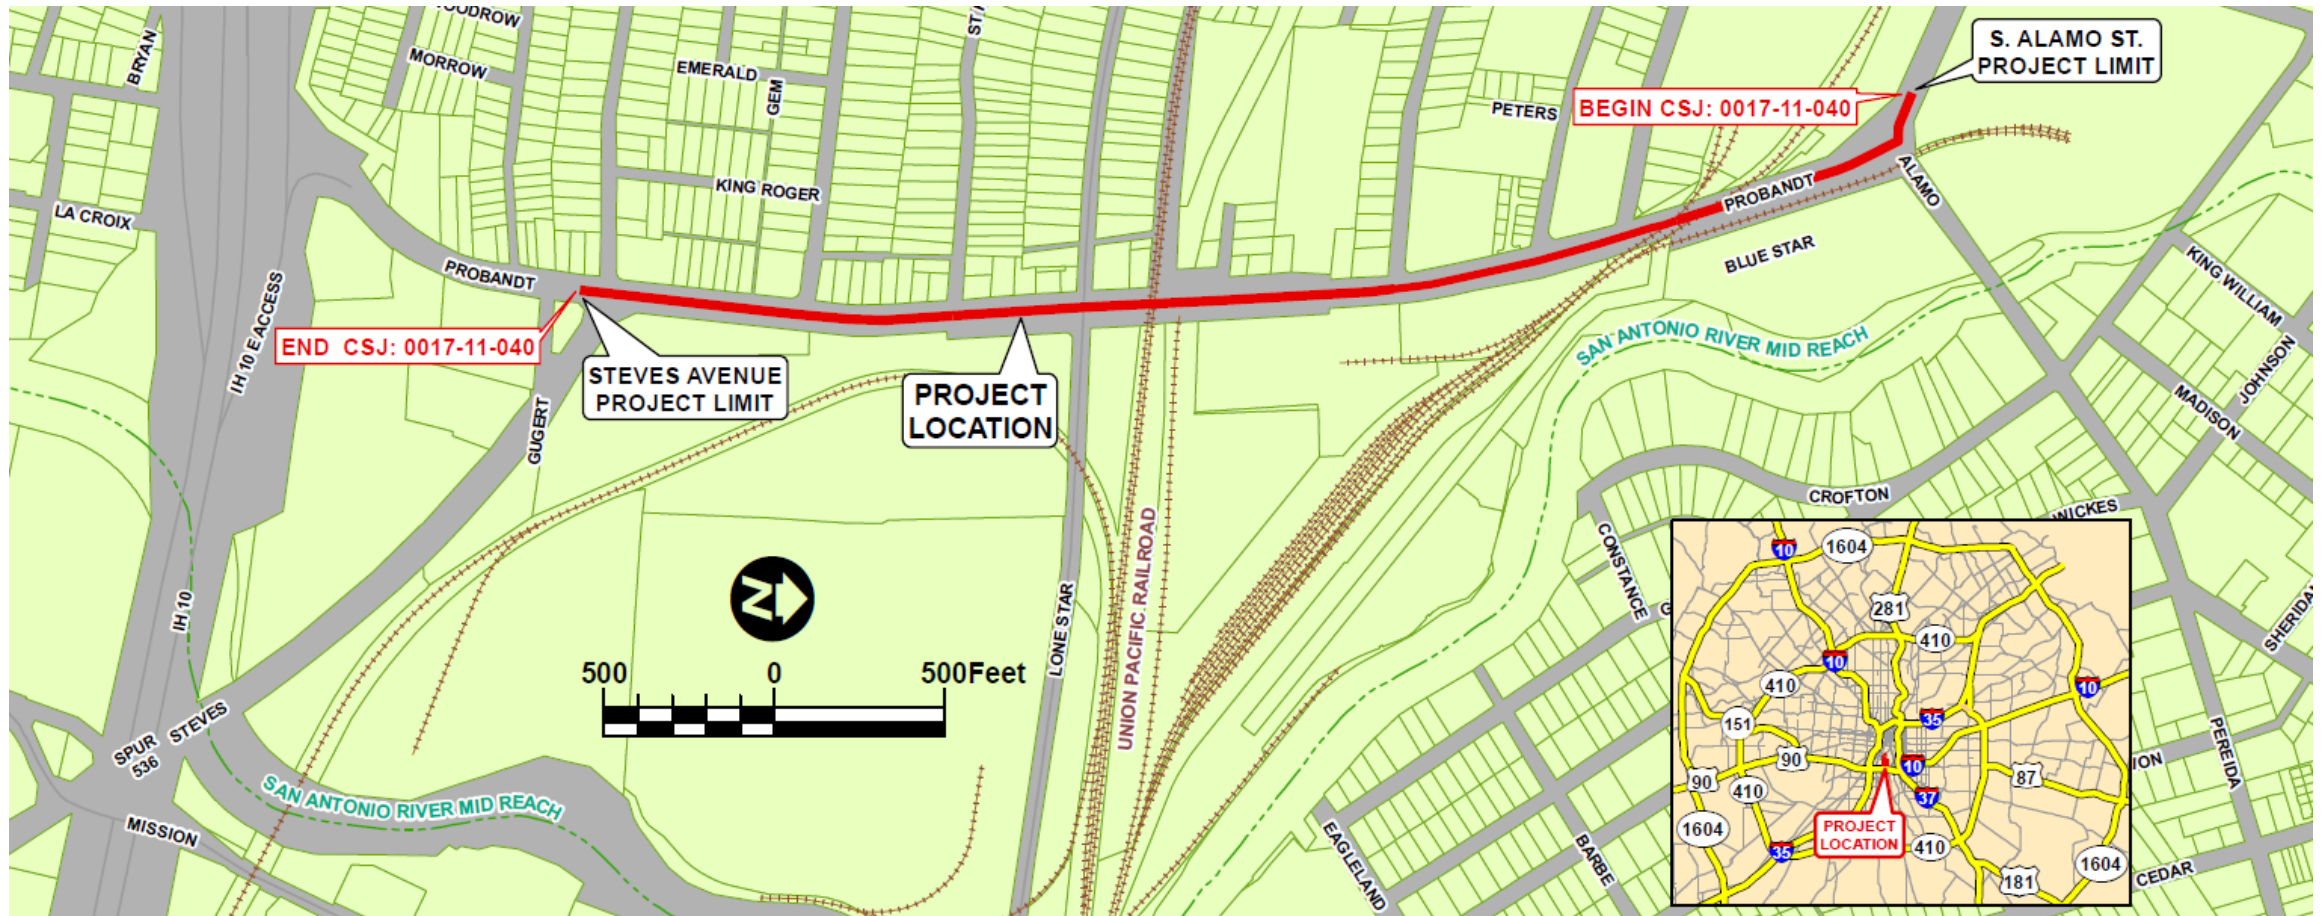 WOODROW
BRYAN
MORROW
EMERALD
GEM
S. ALAMO ST.
PROJECT LIMIT
BEGIN CSJ: 0017-11-040
PETERS
KING ROGER
LA CROIX
PROBANDT
ALAMO
BLUE STAR
PROBANDT
IH 10 E ACCESS
END CSJ: 0017-11-040
STEVES AVENUE
PROJECT LIMIT
PROJECT
LOCATION
SAN ANTONIO RIVER MID REACH
KING WILLIAM
JOHNSON
MADISON
GUGERT
CROFTON
WICKES
CONSTANCE
UNION PACIFIC RAILROAD
LONE STAR
IH 10
N
500 0 500Feet
SHERIDAN
SPUR
536
STEVES
SAN ANTONIO RIVER MID REACH
MISSION
PEREIDA
EAGLELAND
BARBE
CEDAR
10
1604
281
410
10
410
10
151
35
90
10
90
410
87
37
1604
PROJECT
LOCATION
35
410
181
1604